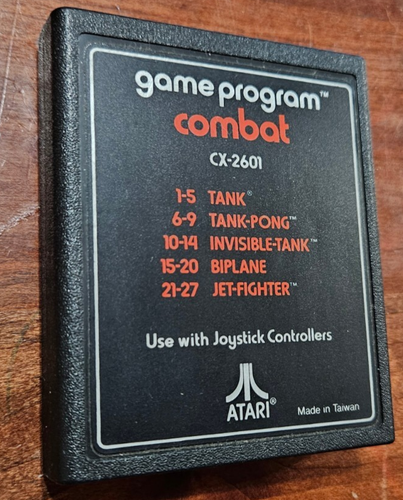 game program™
combat
CX-2601
1-5 TANK®
6-9 TANK-PONG™
10-14 INVISIBLE-TANK™
15-20 BIPLANE
21-27 JET-FIGHTER™
Use with Joystick Controllers
ATARI®
Made in Taiwan